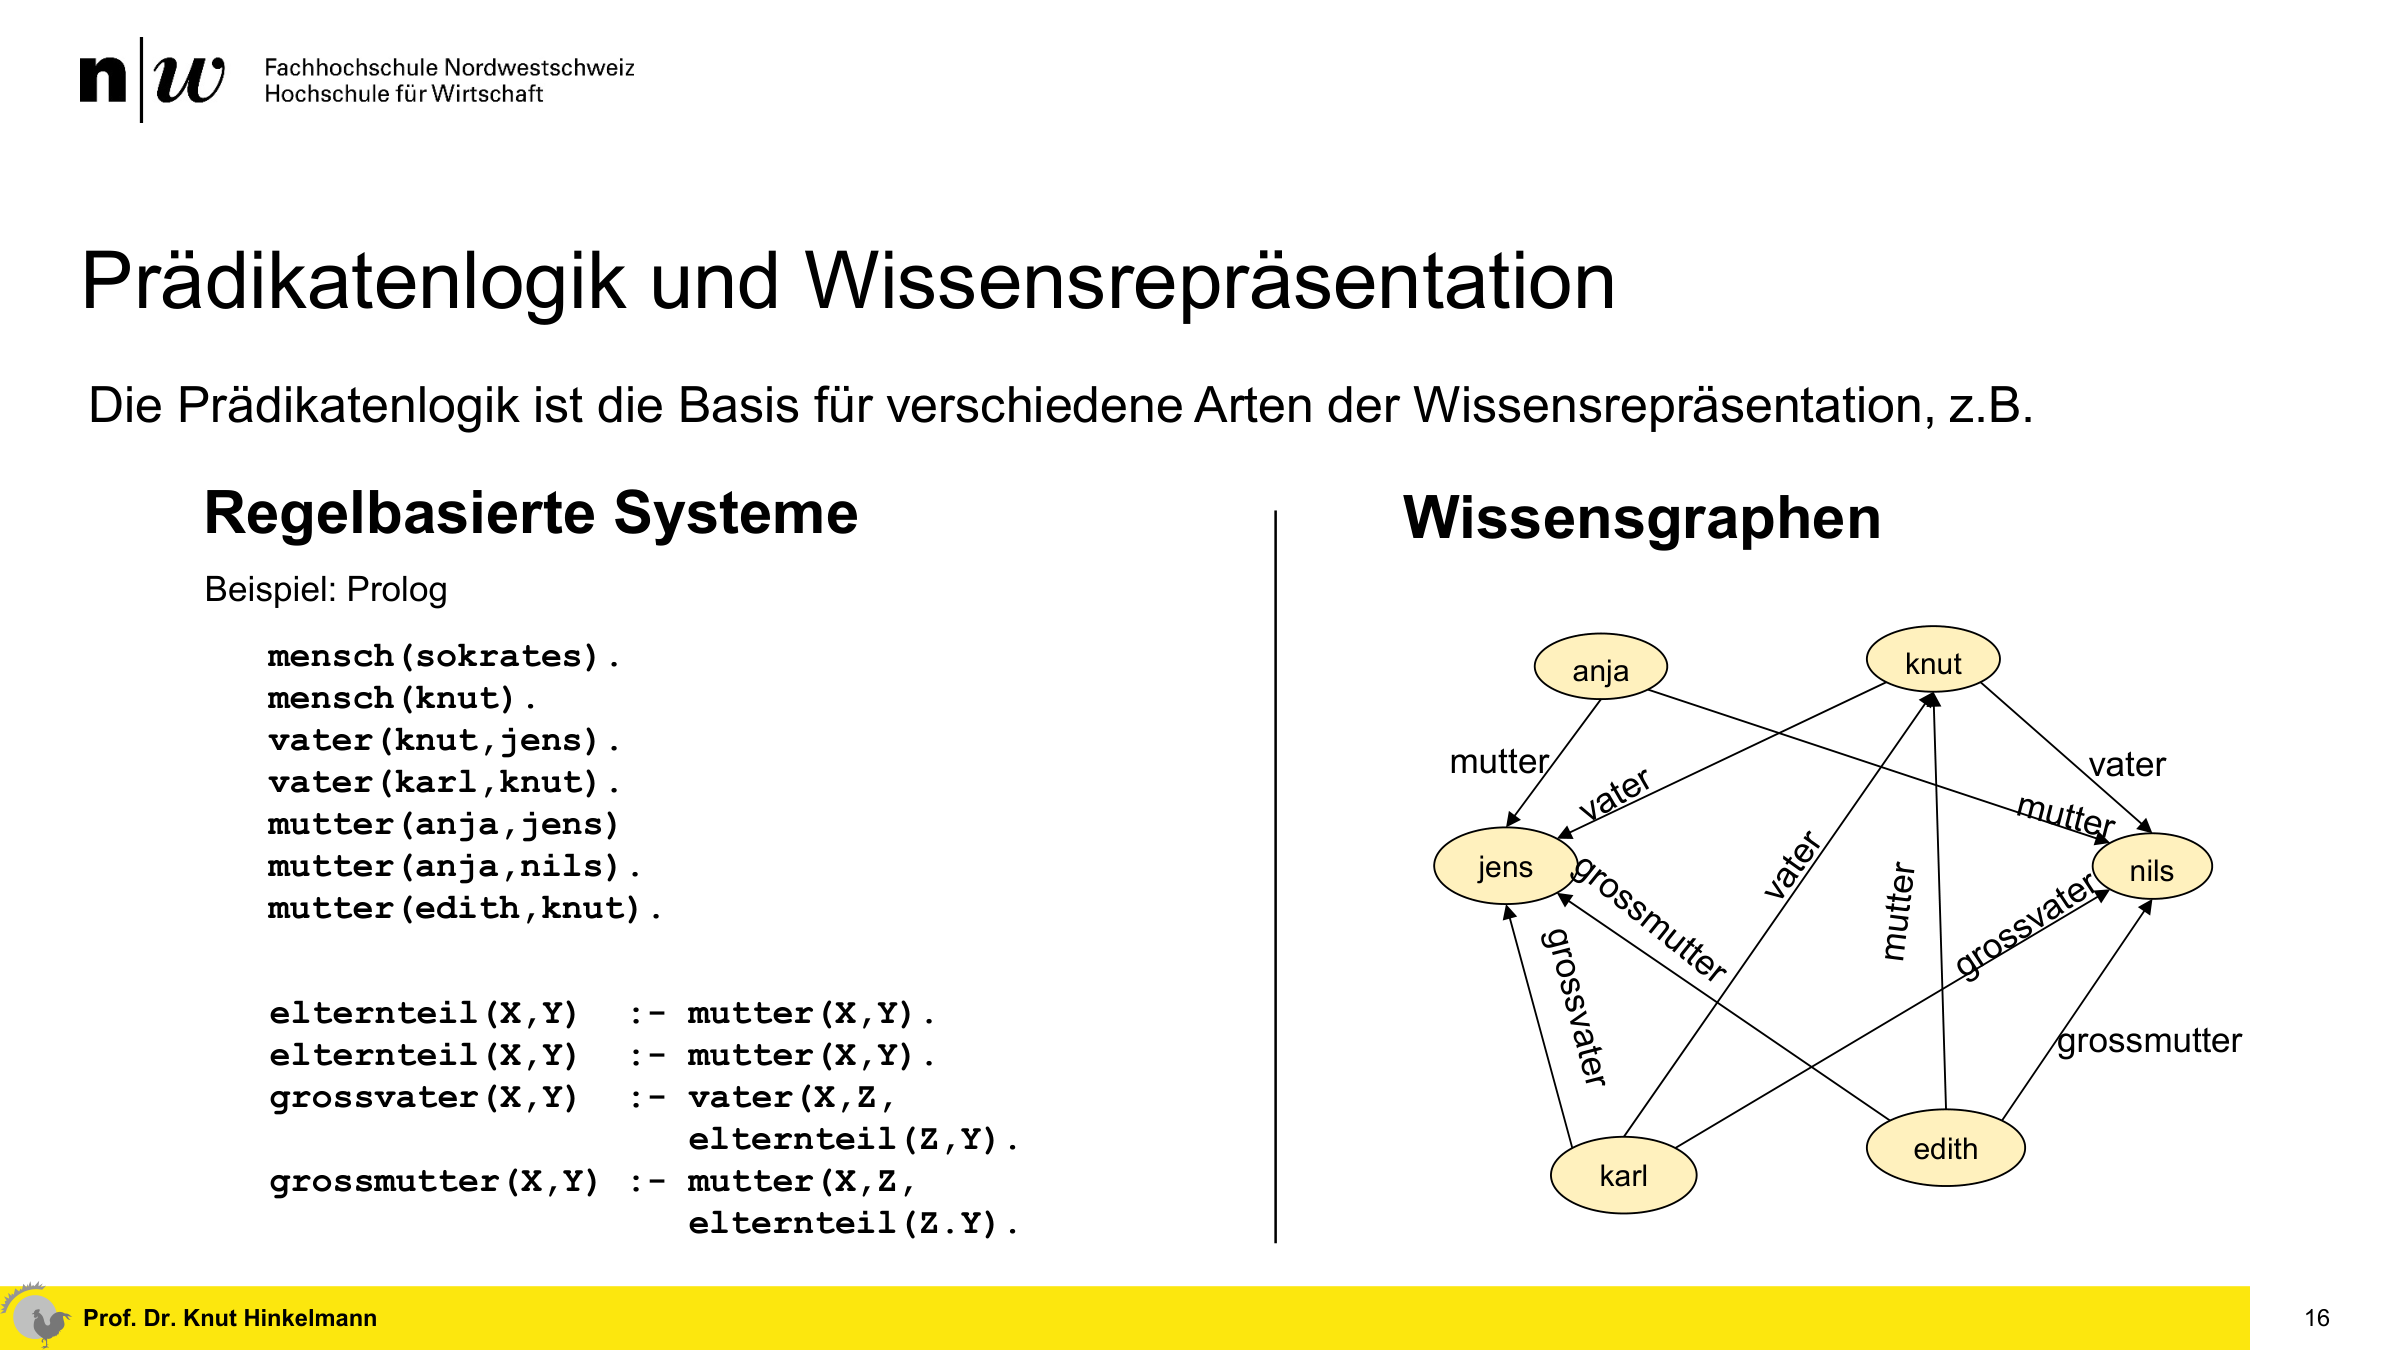 n|w Fachhochschule Nordwestschweiz
Hochschule für Wirtschaft
Prädikatenlogik und Wissensrepräsentation
Die Prädikatenlogik ist die Basis für verschiedene Arten der Wissensrepräsentation, z.B.
Regelbasierte Systeme
Beispiel: Prolog
mensch(sokrates).
mensch(knut).
vater(knut,jens).
vater(karl,knut).
mutter(anja,jens)
mutter(anja,nils).
mutter(edith,knut).
elternteil(X,Y) :- mutter(X,Y).
elternteil(X,Y) :- mutter(X,Y).
grossvater(X,Y) :- vater(X,Z,
elternteil(Z,Y).
grossmutter(X,Y) :- mutter(X,Z,
elternteil(Z.Y).
Wissensgraphen
anja
knut
mutter
vater
vater
mutter
jens
nils
grossmutter
vater
mutter
grossvater
grossvater
grossmutter
karl
edith
Prof. Dr. Knut Hinkelmann
16